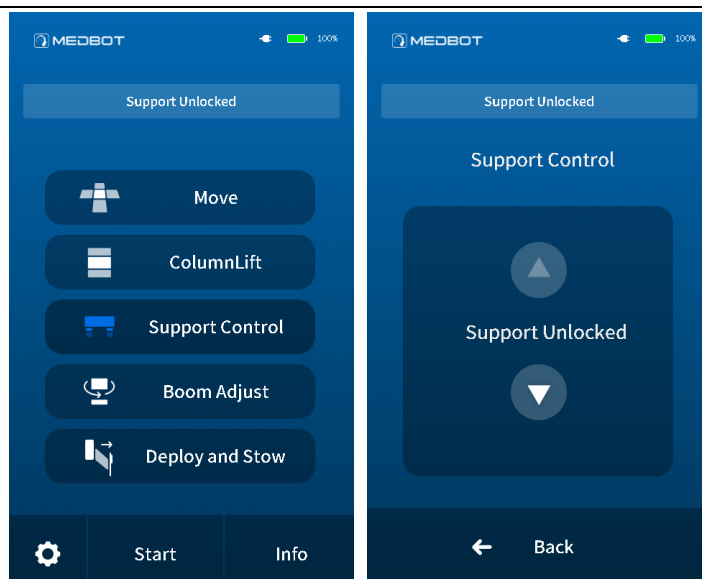 MEDBOT
100%
Support Unlocked
Move
ColumnLift
Support Control
Boom Adjust
Deploy and Stow
Start
Info
MEDBOT
100%
Support Unlocked
Support Control
Support Unlocked
Back